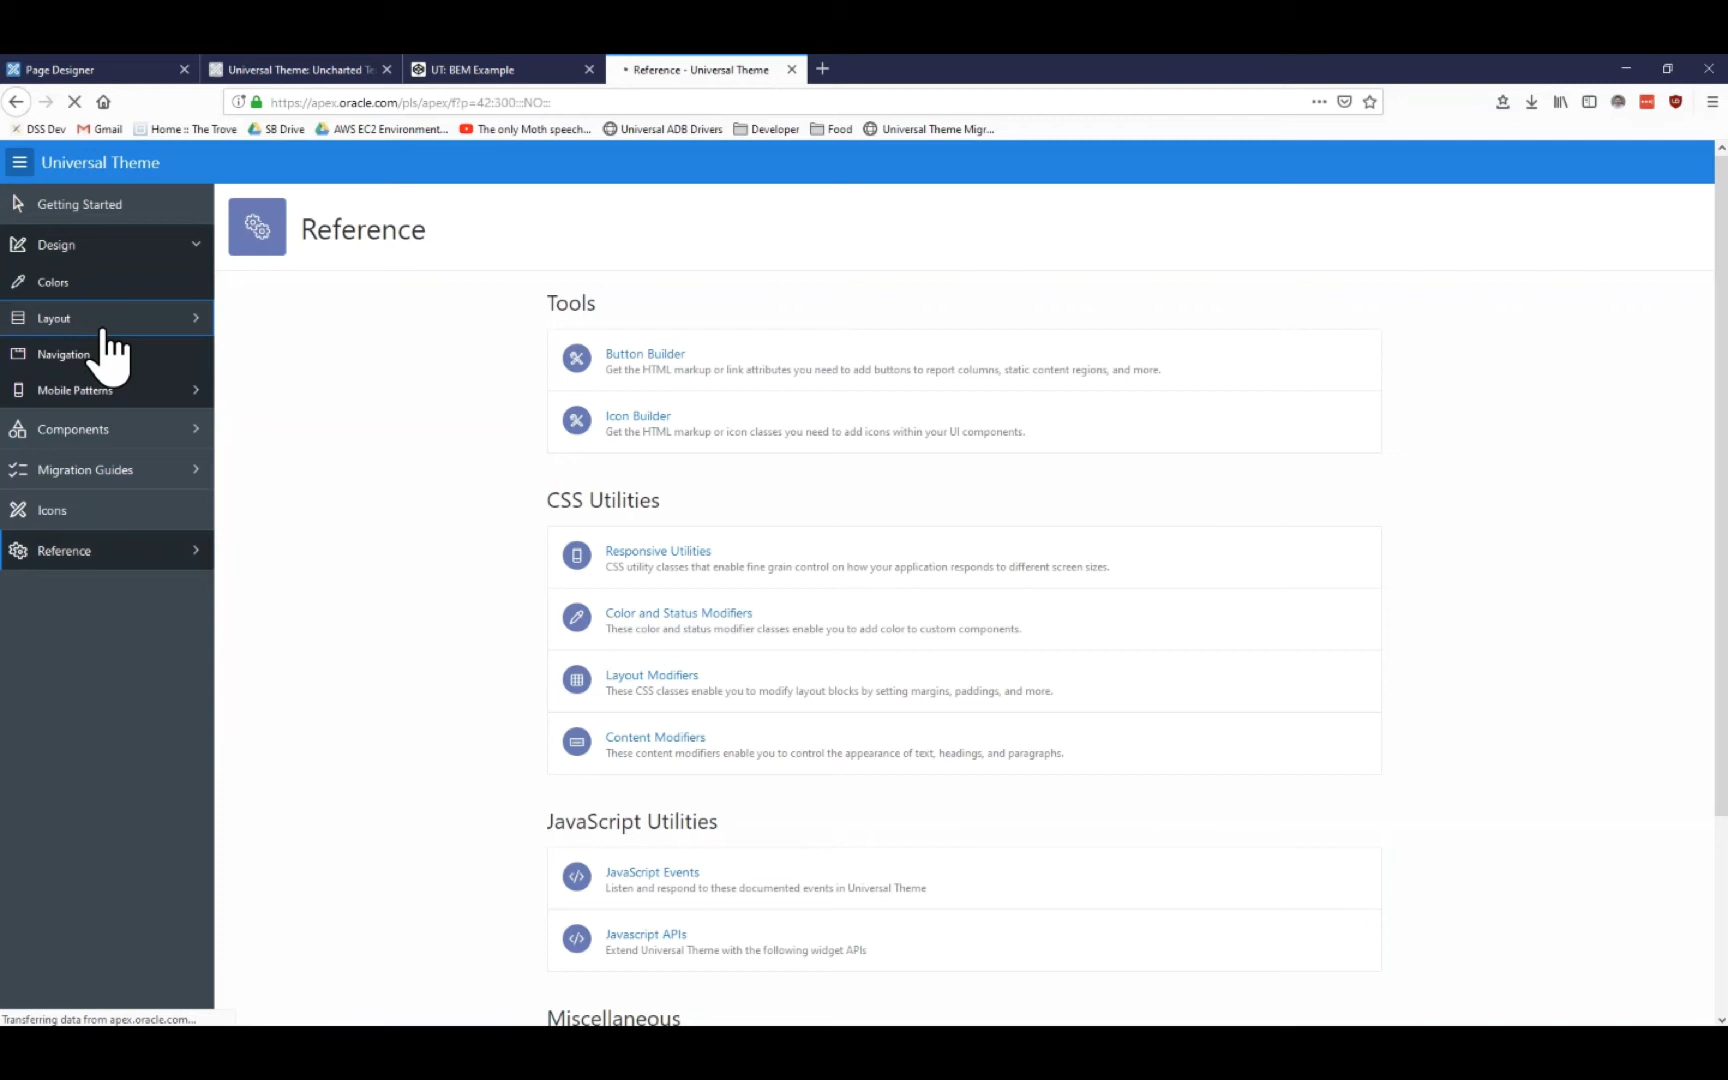 Page Designer
Universal Theme: Uncharted Te
UT: BEM Example
Reference - Universal Theme
https://apex.oracle.com/pls/apex/f?p=42:300:::NO:::
DSS Dev
Gmail
Home :: The Trove
SB Drive
AWS EC2 Environment...
The only Moth speech...
Universal ADB Drivers
Developer
Food
Universal Theme Migr...
Universal Theme
Getting Started
Design
Colors
Layout
Navigation
Mobile Patterns
Components
Migration Guides
Icons
Reference
Reference
Tools
Button Builder
Get the HTML markup or link attributes you need to add buttons to report columns, static content regions, and more.
Icon Builder
Get the HTML markup or icon classes you need to add icons within your UI components.
CSS Utilities
Responsive Utilities
CSS utility classes that enable fine grain control on how your application responds to different screen sizes.
Color and Status Modifiers
These color and status modifier classes enable you to add color to custom components.
Layout Modifiers
These CSS classes enable you to modify layout blocks by setting margins, paddings, and more.
Content Modifiers
These content modifiers enable you to control the appearance of text, headings, and paragraphs.
JavaScript Utilities
JavaScript Events
Listen and respond to these documented events in Universal Theme
Javascript APIs
Extend Universal Theme with the following widget APIs
Miscellaneous
Transferring data from apex.oracle.com...